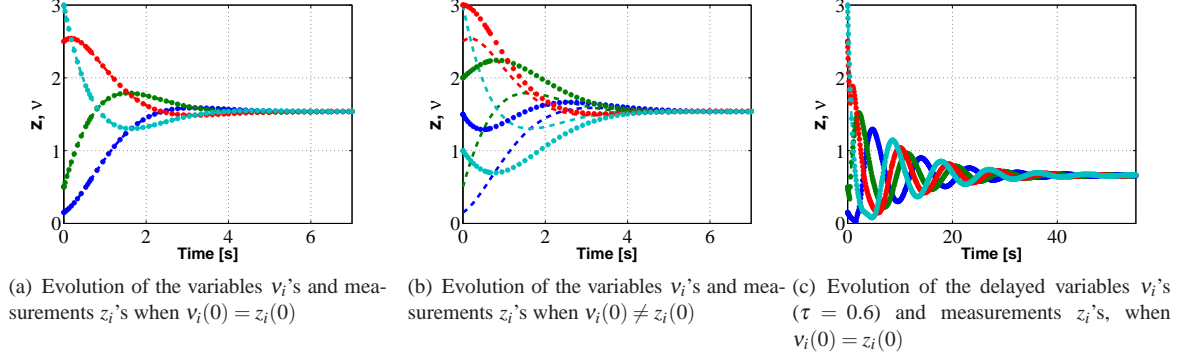 3
2
1
0
z, ν
0 2 4 6
Time [s]
(a) Evolution of the variables νi's and mea-
surements zi's when νi(0) = zi(0)
3
2
1
0
z, ν
0 2 4 6
Time [s]
(b) Evolution of the variables νi's and mea-
surements zi's when νi(0) ≠ zi(0)
3
2
1
0
z, ν
0 20 40
Time [s]
(c) Evolution of the delayed variables νi's
(τ = 0.6) and measurements zi's, when
νi(0) = zi(0)